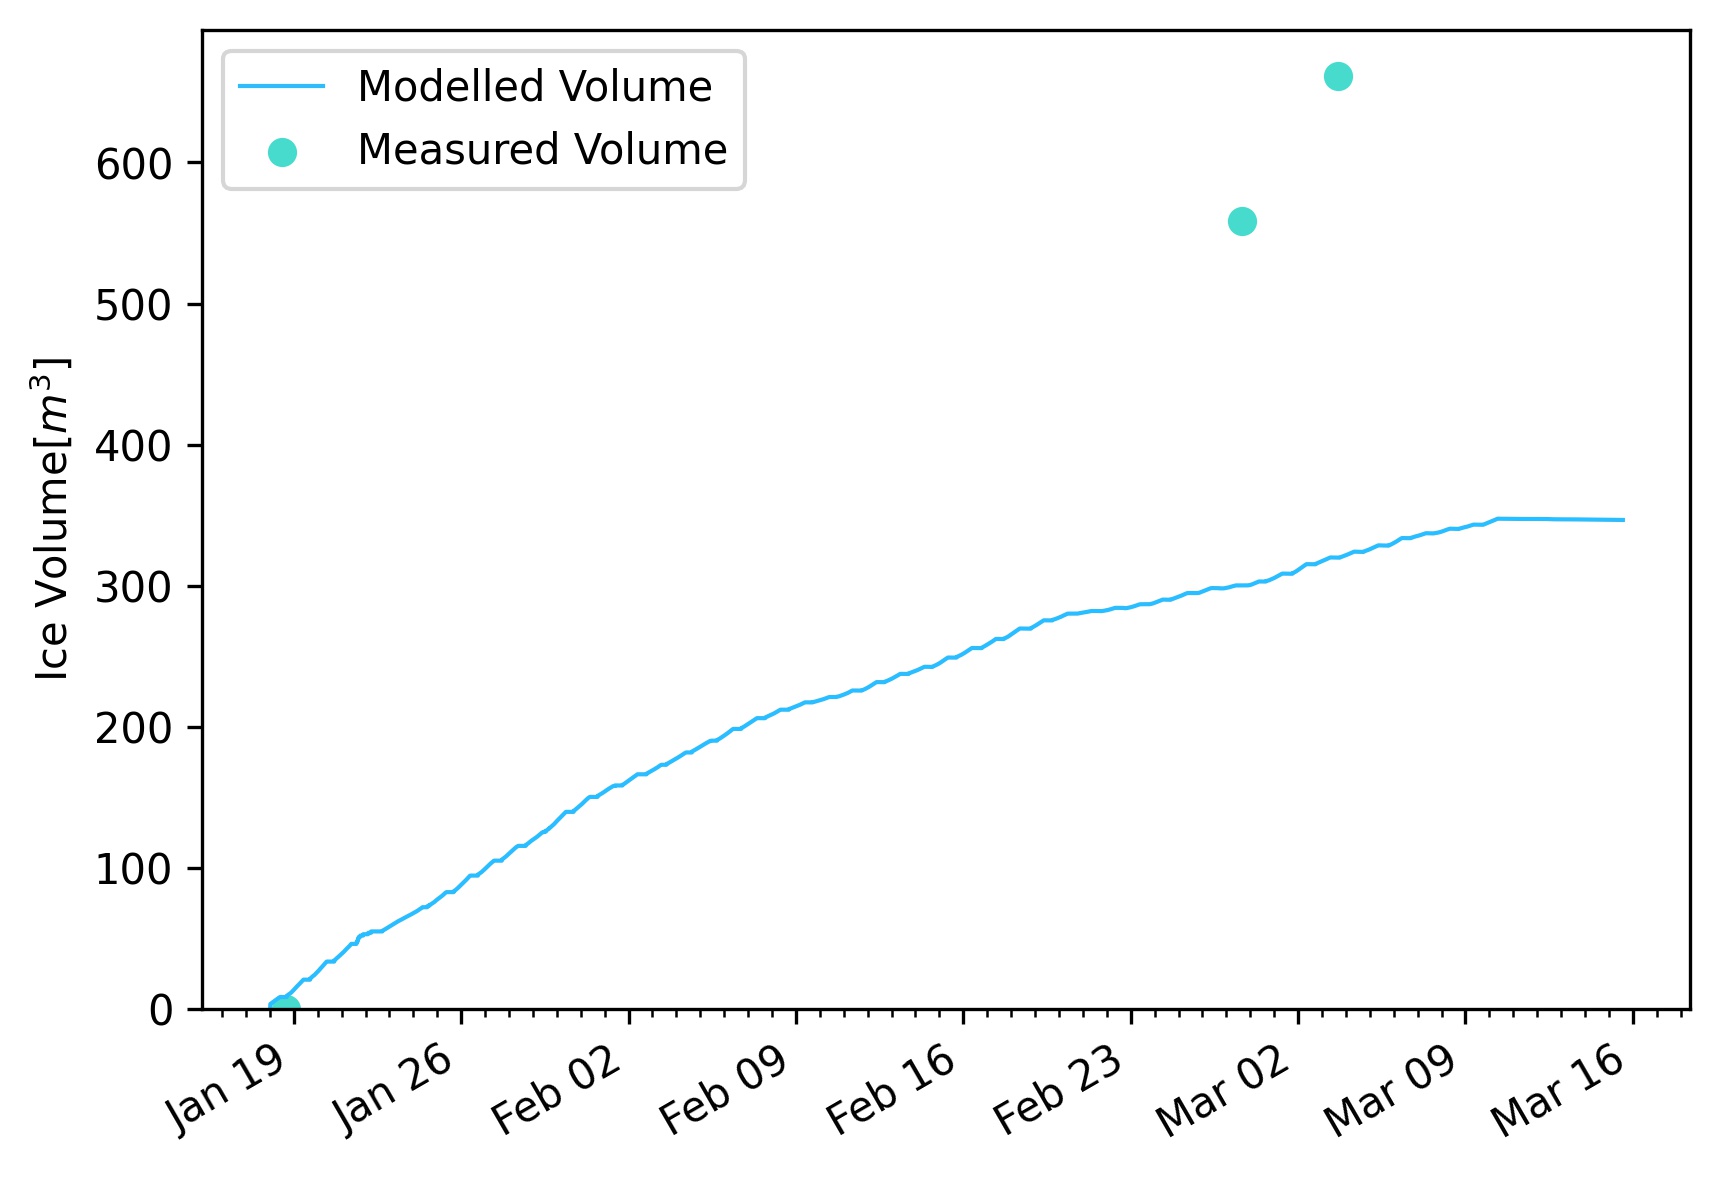 Modelled Volume
Measured Volume
Ice Volume[m³]
600
500
400
300
200
100
0
Jan 19
Jan 26
Feb 02
Feb 09
Feb 16
Feb 23
Mar 02
Mar 09
Mar 16